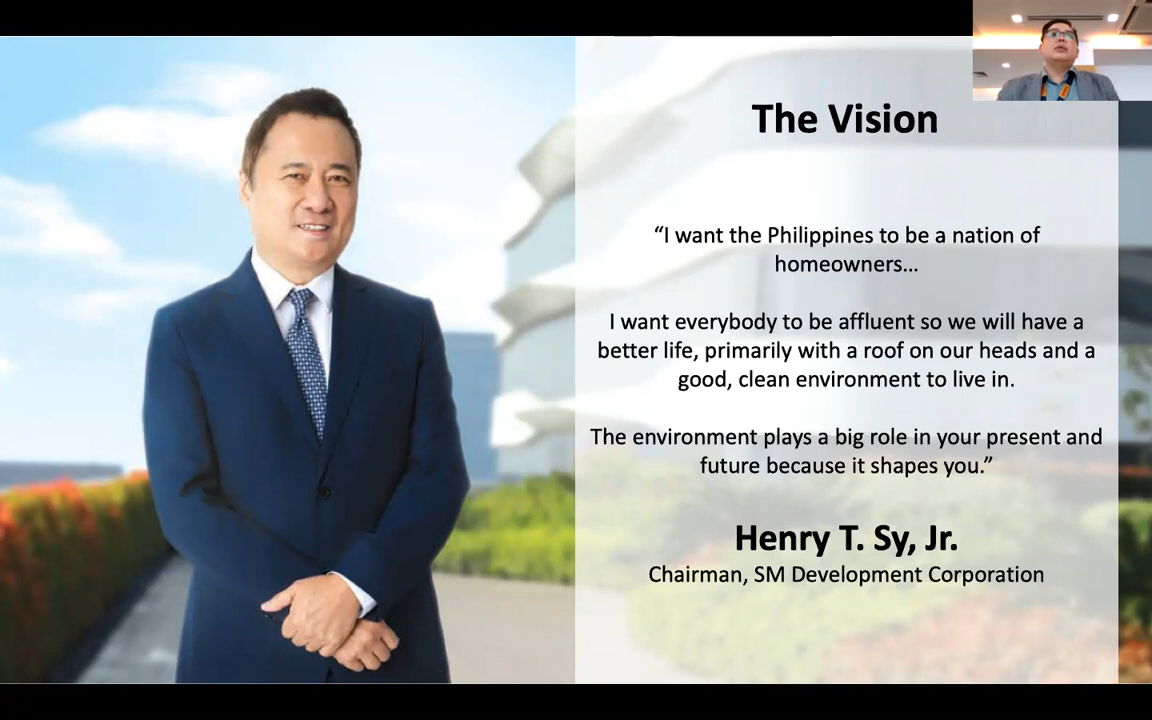 The Vision
“I want the Philippines to be a nation of
homeowners…
I want everybody to be affluent so we will have a
better life, primarily with a roof on our heads and a
good, clean environment to live in.
The environment plays a big role in your present and
future because it shapes you.”
Henry T. Sy, Jr.
Chairman, SM Development Corporation